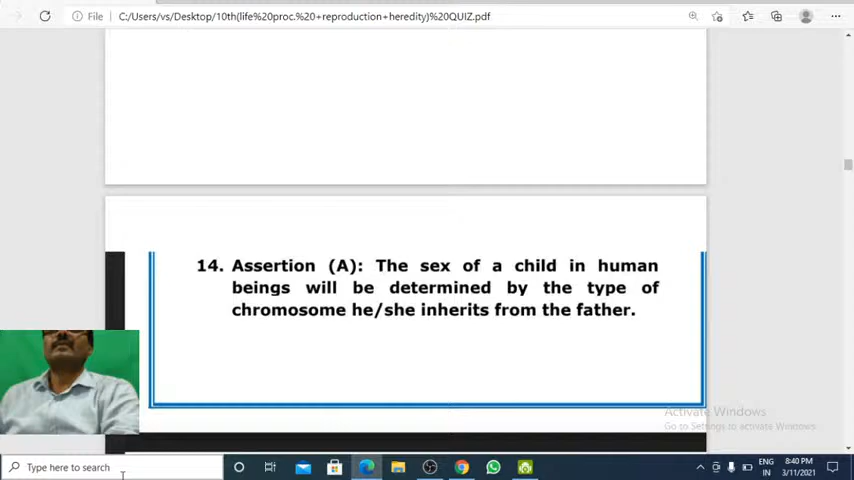 File
C:/Users/vs/Desktop/10th(life%20proc.%20+reproduction+heredity)%20QUIZ.pdf
14. Assertion (A): The sex of a child in human
beings will be determined by the type of
chromosome he/she inherits from the father.
Activate Windows
Go to Settings to activate Windows.
Type here to search
ENG
IN
8:40 PM
3/11/2021